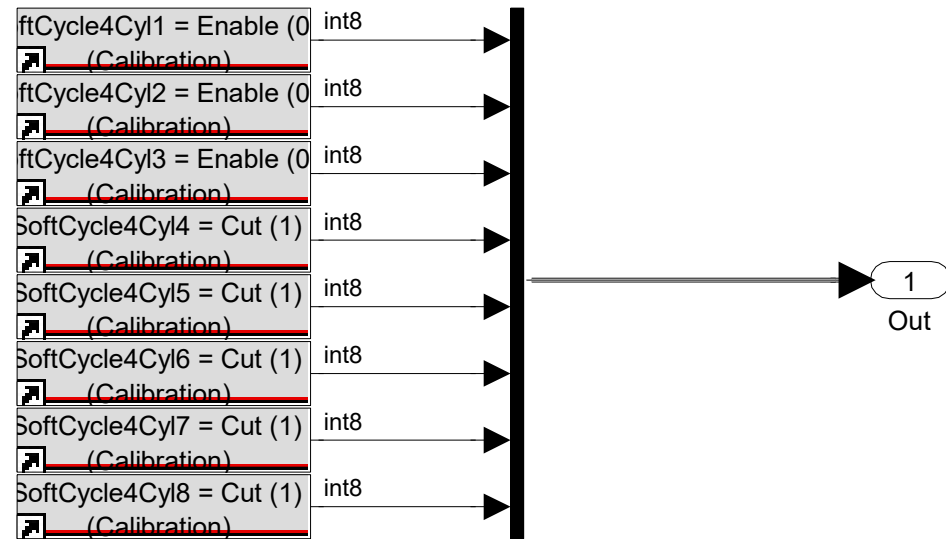 ftCycle4Cyl1 = Enable (0
int8
(Calibration)
ftCycle4Cyl2 = Enable (0
int8
(Calibration)
ftCycle4Cyl3 = Enable (0
int8
(Calibration)
SoftCycle4Cyl4 = Cut (1)
int8
(Calibration)
SoftCycle4Cyl5 = Cut (1)
int8
(Calibration)
SoftCycle4Cyl6 = Cut (1)
int8
(Calibration)
SoftCycle4Cyl7 = Cut (1)
int8
(Calibration)
SoftCycle4Cyl8 = Cut (1)
int8
(Calibration)
1
Out